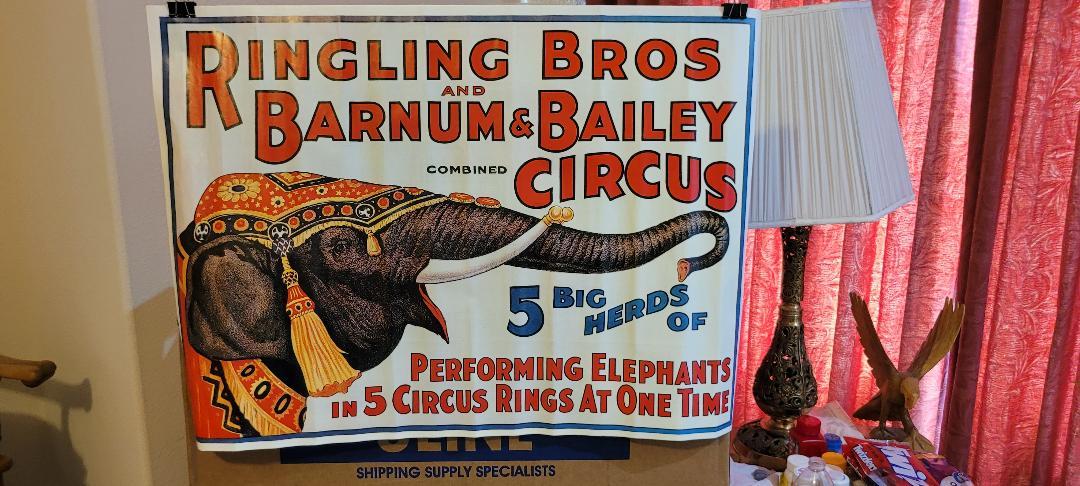 RINGLING BROS
AND
BARNUM & BAILEY
COMBINED CIRCUS
5 BIG
HERDS
OF
PERFORMING ELEPHANTS
IN 5 CIRCUS RINGS AT ONE TIME
ULINE
SHIPPING SUPPLY SPECIALISTS